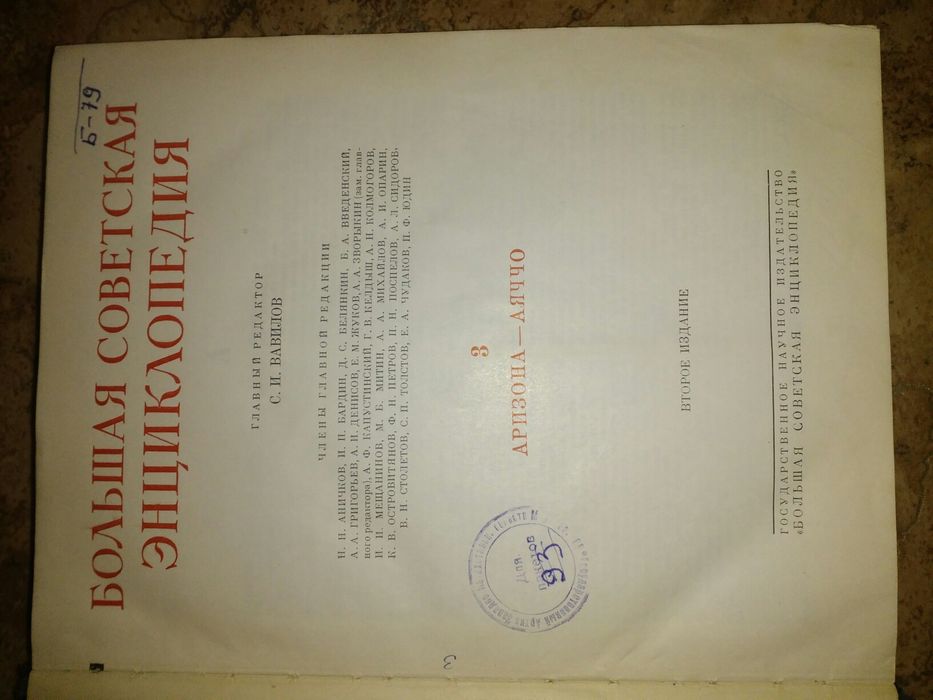 Б-79
БОЛЬШАЯ СОВЕТСКАЯ
ЭНЦИКЛОПЕДИЯ
ГЛАВНЫЙ РЕДАКТОР
С. И. ВАВИЛОВ
ЧЛЕНЫ ГЛАВНОЙ РЕДАКЦИИ
Н. Н. АНИЧКОВ, И. П. БАРДИН, Д. С. БЕЛЯНКИН, Б. А. ВВЕДЕНСКИЙ,
А. А. ГРИГОРЬЕВ, А. И. ДЕНИСОВ, Е. М. ЖУКОВ, А. А. ЗВОРЫКИН (зам. глав-
ного редактора), А. Ф. КАПУСТИНСКИЙ, Г. В. КЕЛДЫШ, А. Н. КОЛМОГОРОВ,
И. И. МЕЩАНИНОВ, М. Б. МИТИН, А. А. МИХАЙЛОВ, А. И. ОПАРИН,
К. В. ОСТРОВИТЯНОВ, Ф. Н. ПЕТРОВ, П. Н. ПОСПЕЛОВ, А. Л. СИДОРОВ,
В. Н. СТОЛЕТОВ, С. П. ТОЛСТОВ, Е. А. ЧУДАКОВ, П. Ф. ЮДИН
3
АРИЗОНА — АЯЧЧО
Для
пакетов
93
ВТОРОЕ ИЗДАНИЕ
ГОСУДАРСТВЕННОЕ НАУЧНОЕ ИЗДАТЕЛЬСТВО
«БОЛЬШАЯ СОВЕТСКАЯ ЭНЦИКЛОПЕДИЯ»
3